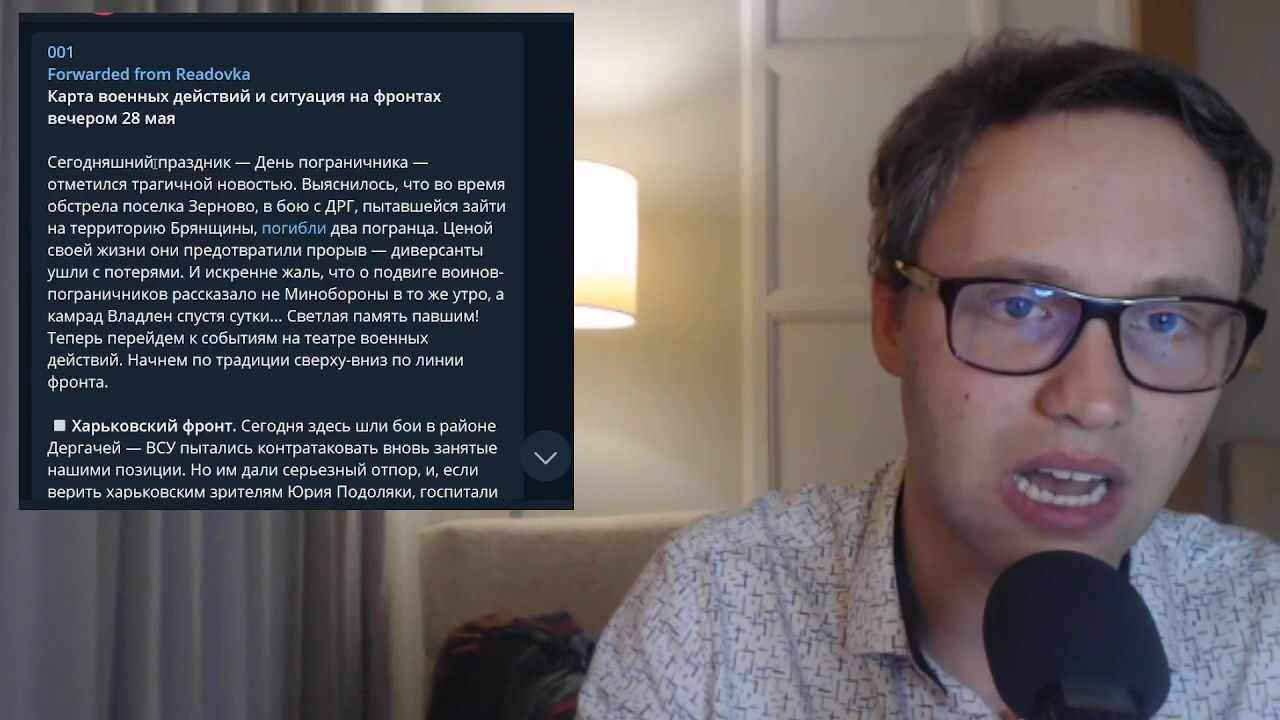 001
Forwarded from Readovka
Карта военных действий и ситуация на фронтах
вечером 28 мая
Сегодняшний праздник — День пограничника —
отметился трагичной новостью. Выяснилось, что во время
обстрела поселка Зерново, в бою с ДРГ, пытавшейся зайти
на территорию Брянщины, погибли два погранца. Ценой
своей жизни они предотвратили прорыв — диверсанты
ушли с потерями. И искренне жаль, что о подвиге воинов-
пограничников рассказало не Минобороны в то же утро, а
камрад Владлен спустя сутки... Светлая память павшим!
Теперь перейдем к событиям на театре военных
действий. Начнем по традиции сверху-вниз по линии
фронта.
Харьковский фронт. Сегодня здесь шли бои в районе
Дергачей — ВСУ пытались контратаковать вновь занятые
нашими позиции. Но им дали серьезный отпор, и, если
верить харьковским зрителям Юрия Подоляки, госпитали